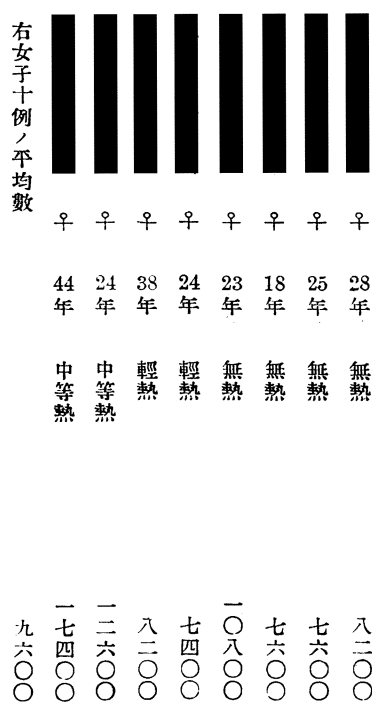 ♀ 28年 無熱 八二〇〇
♀ 25年 無熱 七六〇〇
♀ 18年 無熱 七六〇〇
♀ 23年 無熱 一〇八〇〇
♀ 24年 輕熱 七四〇〇
♀ 38年 輕熱 八二〇〇
♀ 24年 中等熱 一二六〇〇
♀ 44年 中等熱 一七四〇〇
右女子十例ノ平均數 九六〇〇